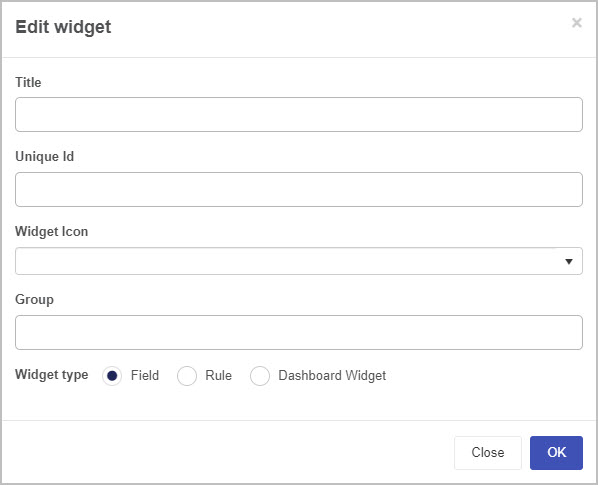 Edit widget ×
Title
Unique Id
Widget Icon
Group
Widget type Field Rule Dashboard Widget
Close OK